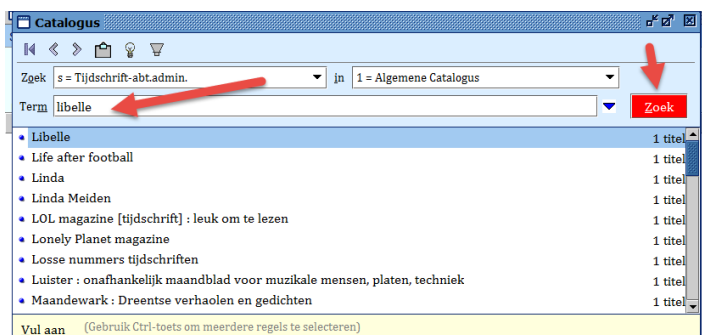 Catalogus
Zoek s = Tijdschrift-abt.admin. in 1 = Algemene Catalogus
Term libelle Zoek
Libelle 1 titel
Life after football 1 titel
Linda 1 titel
Linda Meiden 1 titel
LOL magazine [tijdschrift] : leuk om te lezen 1 titel
Lonely Planet magazine 1 titel
Losse nummers tijdschriften 1 titel
Luister : onafhankelijk maandblad voor muzikale mensen, platen, techniek 1 titel
Maandewark : Dreentse verhaolen en gedichten 1 titel
Vul aan (Gebruik Ctrl-toets om meerdere regels te selecteren)